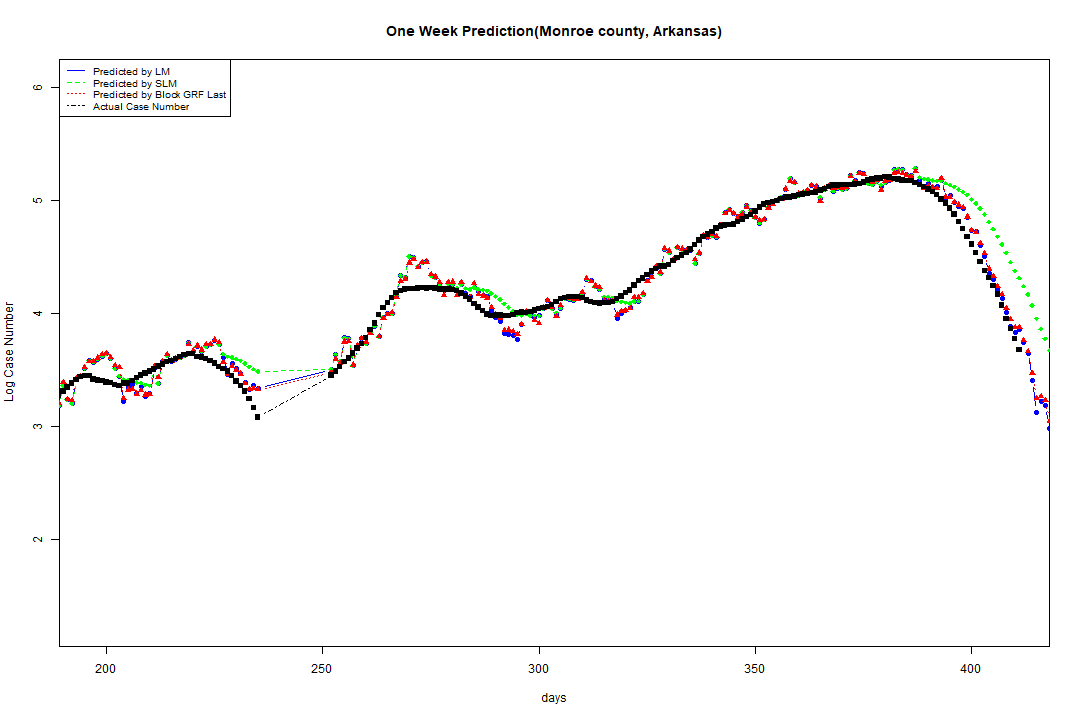 One Week Prediction(Monroe county, Arkansas)
Predicted by LM
Predicted by SLM
Predicted by Block GRF Last
Actual Case Number
6
5
4
3
2
Log Case Number
200 250 300 350 400
days